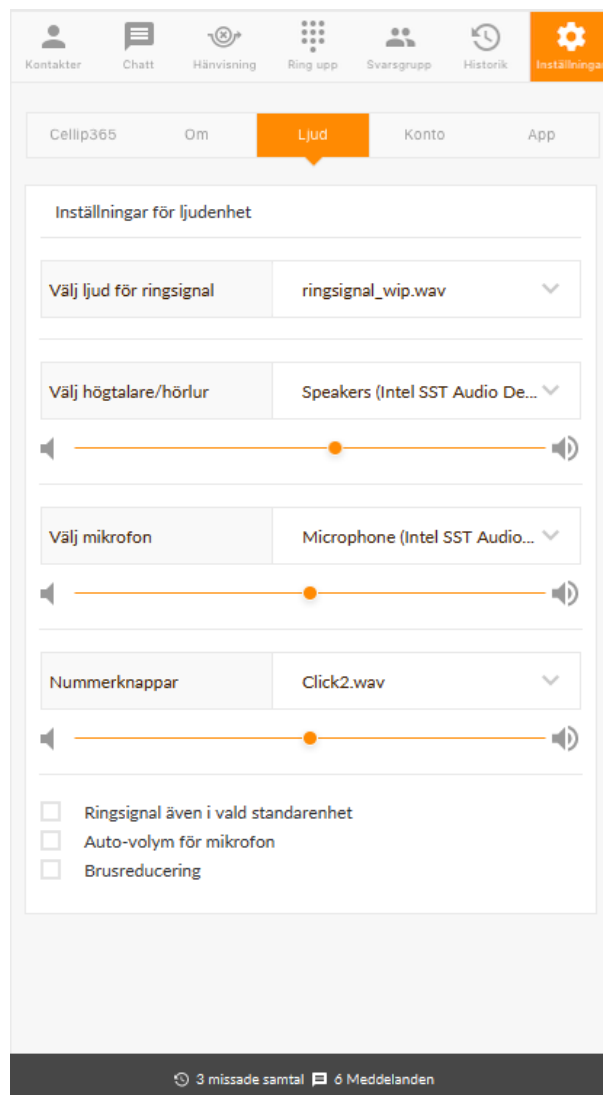 Kontakter Chatt Hänvisning Ring upp Svarsgrupp Historik Inställningar
Cellip365 Om Ljud Konto App
Inställningar för ljudenhet
Välj ljud för ringsignal ringsignal_wip.wav
Välj högtalare/hörlur Speakers (Intel SST Audio De...
Välj mikrofon Microphone (Intel SST Audio...
Nummerknappar Click2.wav
Ringsignal även i vald standarenhet
Auto-volym för mikrofon
Brusreducering
3 missade samtal 6 Meddelanden